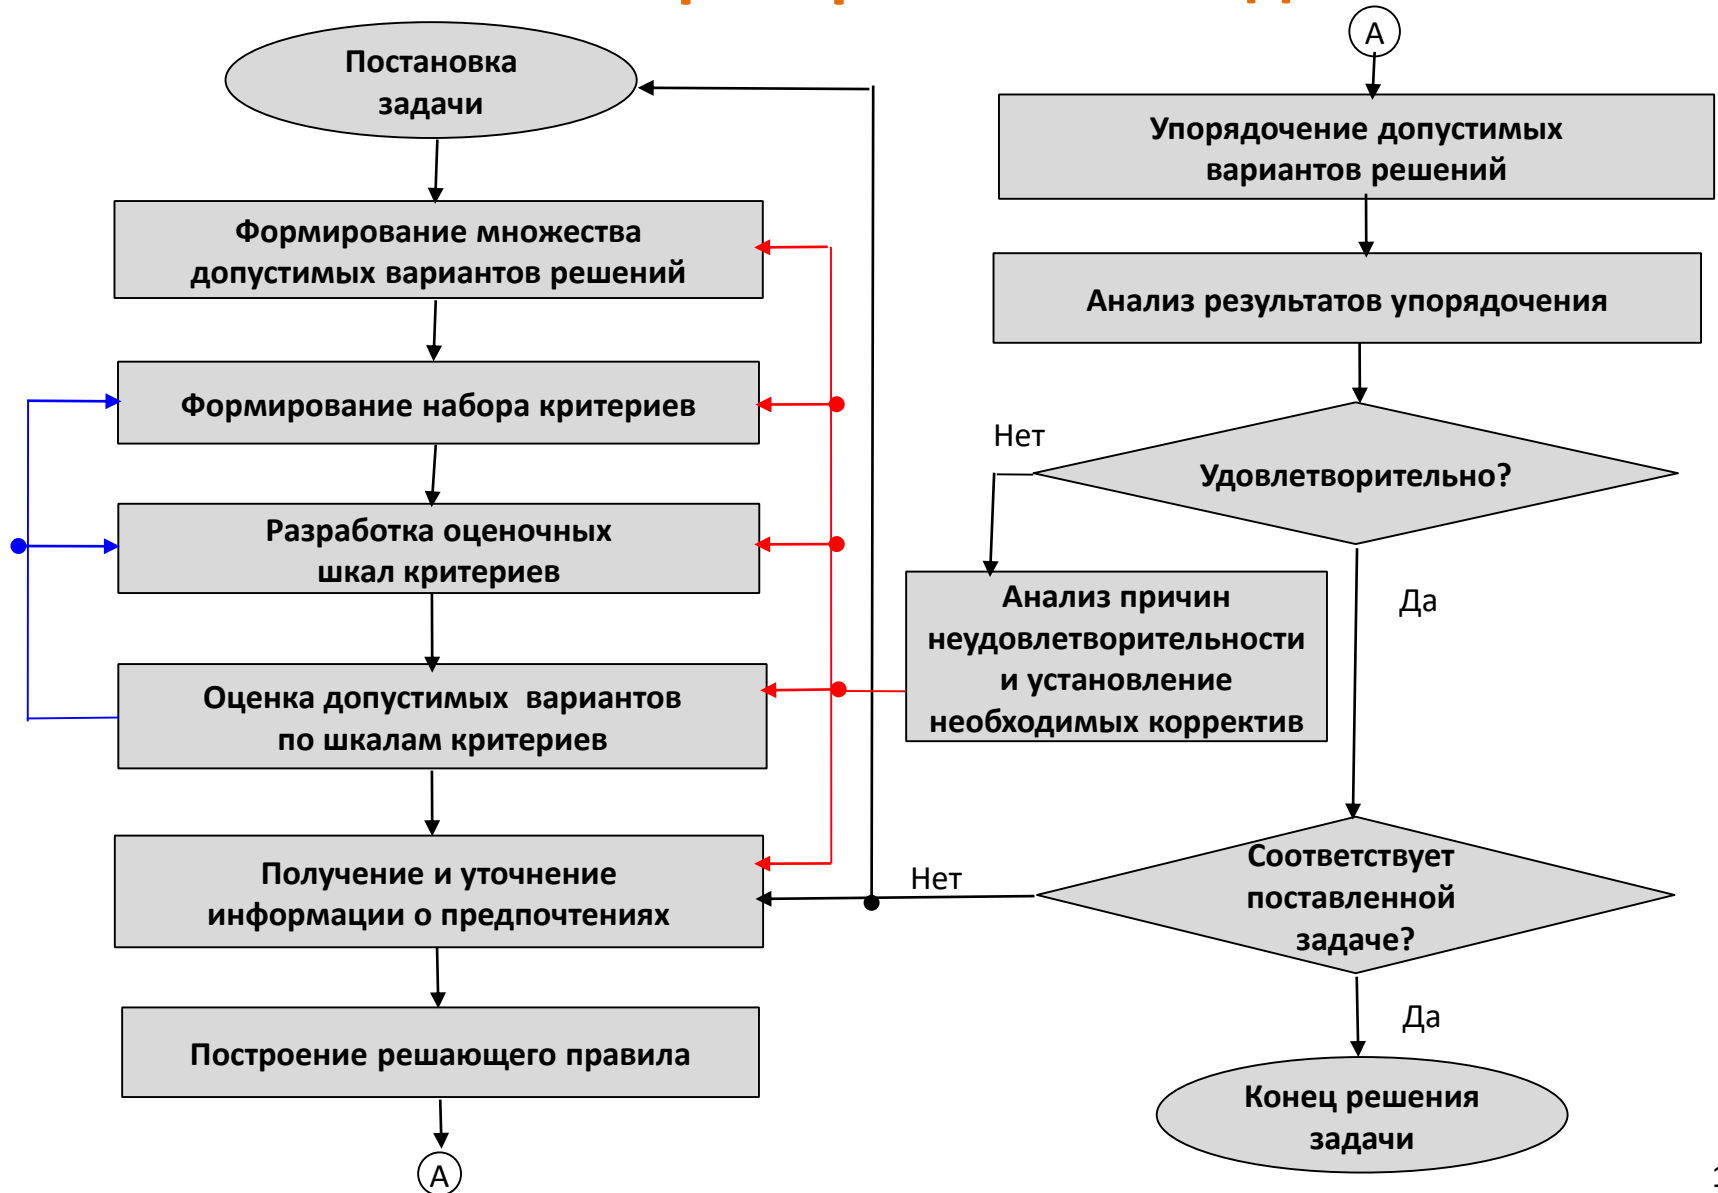 Постановка
задачи
Формирование множества
допустимых вариантов решений
Формирование набора критериев
Разработка оценочных
шкал критериев
Оценка допустимых вариантов
по шкалам критериев
Получение и уточнение
информации о предпочтениях
Построение решающего правила
А
А
Упорядочение допустимых
вариантов решений
Анализ результатов упорядочения
Удовлетворительно?
Нет
Да
Анализ причин
неудовлетворительности
и установление
необходимых корректив
Соответствует
поставленной
задаче?
Нет
Да
Конец решения
задачи